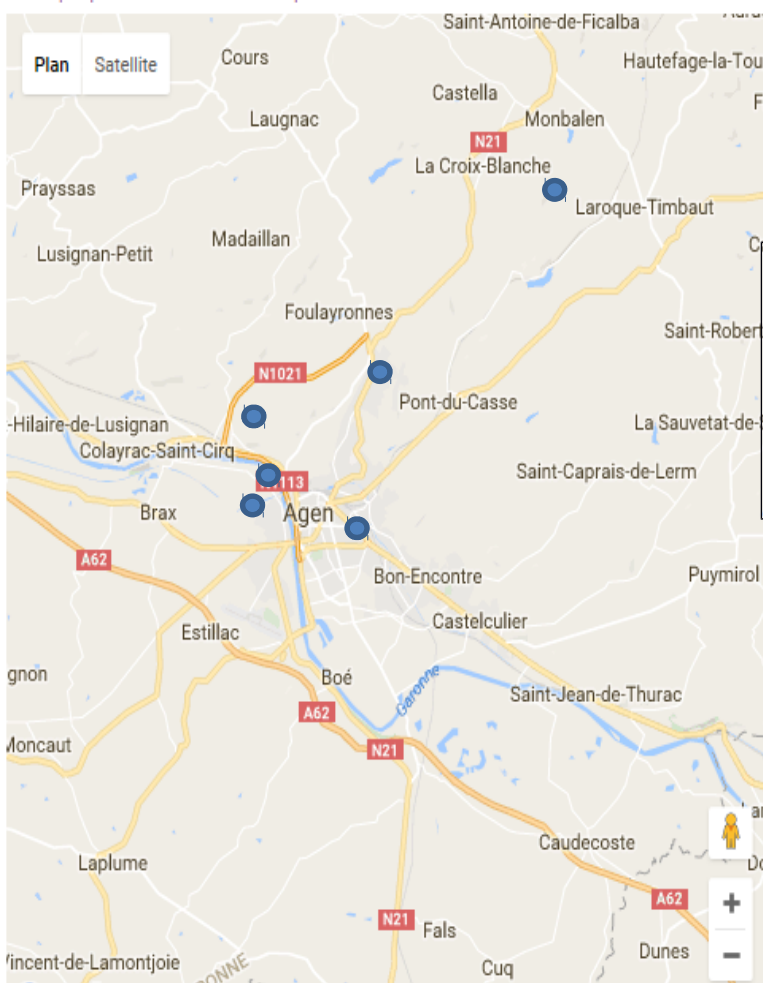 Saint-Antoine-de-Ficalba
Plan
Satellite
Cours
Hautefage-la-Tou
Castella
Laugnac
Monbalen
N21
La Croix-Blanche
Prayssas
Laroque-Timbaut
Madaillan
Lusignan-Petit
Foulayronnes
Saint-Robert
N1021
Pont-du-Casse
-Hilaire-de-Lusignan
La Sauvetat-de-S
Colayrac-Saint-Cirq
Saint-Caprais-de-Lerm
113
Brax
Agen
A62
Bon-Encontre
Puymirol
Castelculier
Estillac
gnon
Boé
Garonne
Saint-Jean-de-Thurac
A62
Moncaut
N21
Caudecoste
Laplume
A62
+
N21
Fals
Dunes
−
/incent-de-Lamontjoie
ONNE
Cuq